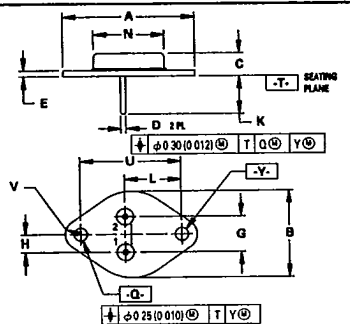 A
N
C
-T- SEATING PLANE
E
K
D 2 PL
⌖ φ 0 30 (0 012) Ⓜ T Q Ⓜ Y Ⓜ
U
L
V
-Y-
2
H
G
B
1
-Q-
⌖ φ 0 25 (0 010) Ⓜ T Y Ⓜ